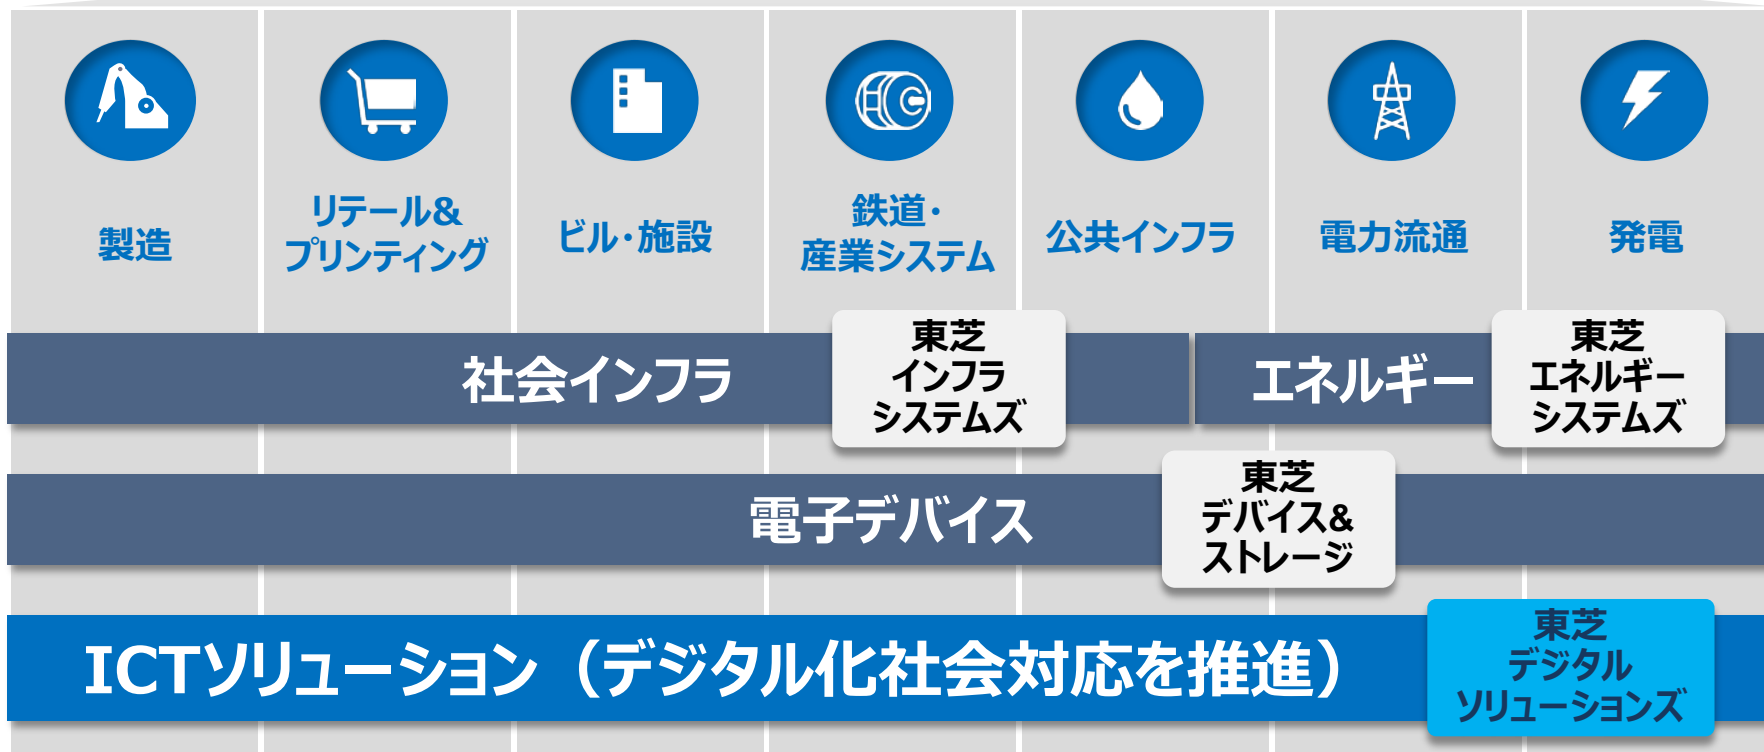 製造
リテール&
プリンティング
ビル・施設
鉄道・
産業システム
公共インフラ
電力流通
発電
社会インフラ
東芝
インフラ
システムズ
エネルギー
東芝
エネルギー
システムズ
電子デバイス
東芝
デバイス&
ストレージ
ICTソリューション（デジタル化社会対応を推進）
東芝
デジタル
ソリューションズ